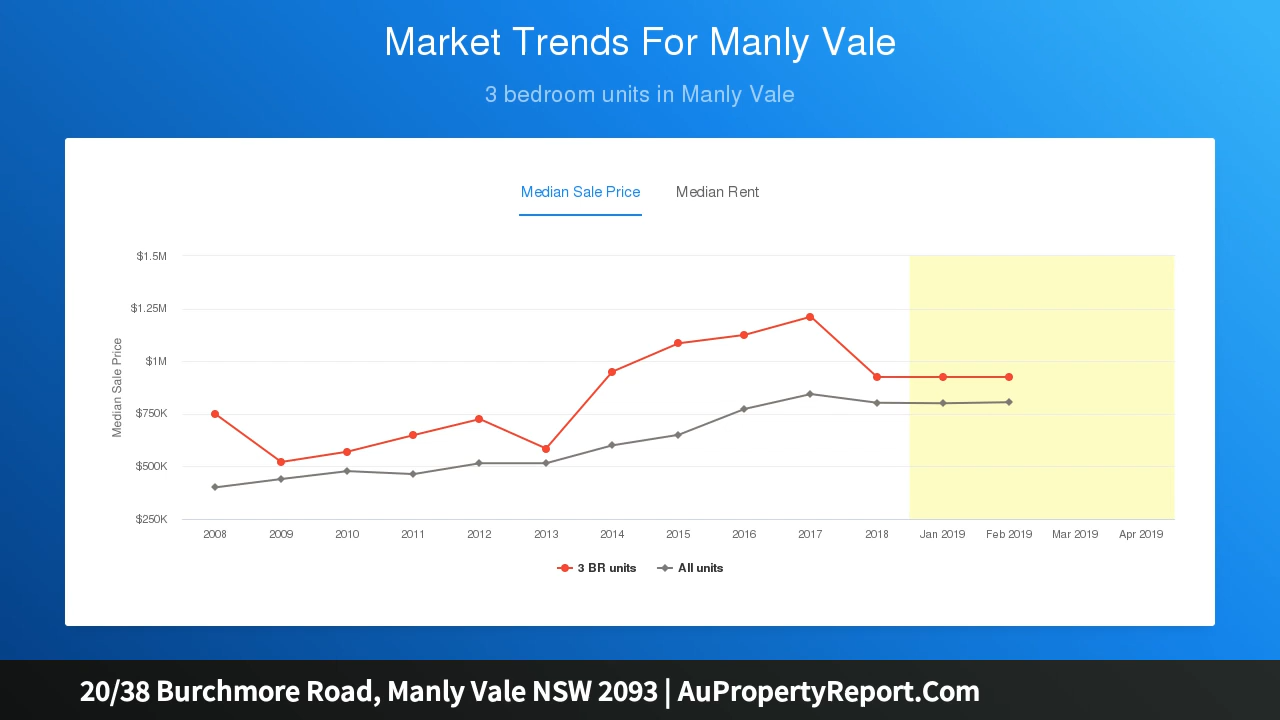 Market Trends For Manly Vale
3 bedroom units in Manly Vale
Median Sale Price Median Rent
$1.5M
$1.25M
$1M
$750K
$500K
$250K
Median Sale Price
2008 2009 2010 2011 2012 2013 2014 2015 2016 2017 2018 Jan 2019 Feb 2019 Mar 2019 Apr 2019
3 BR units All units
20/38 Burchmore Road, Manly Vale NSW 2093 | AuPropertyReport.Com